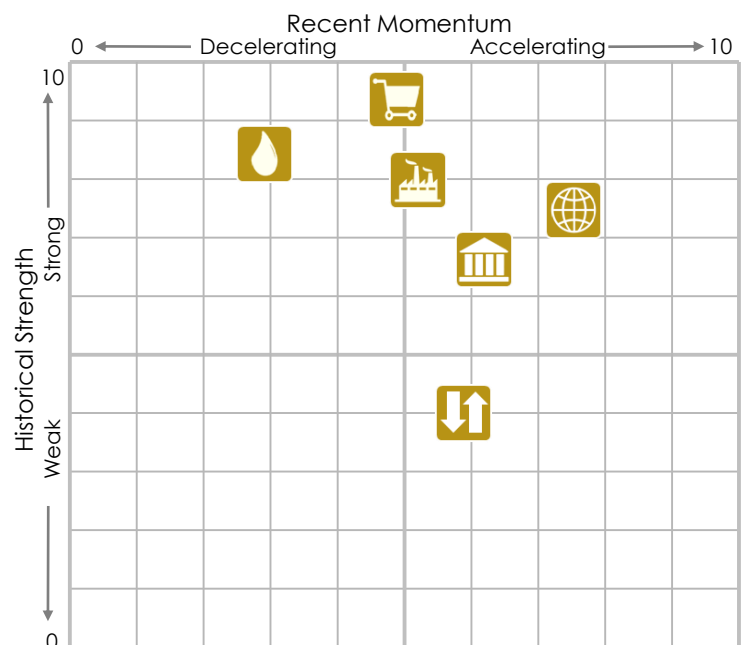 Recent Momentum
0 Decelerating Accelerating 10
10
Strong
Historical Strength
Weak
0